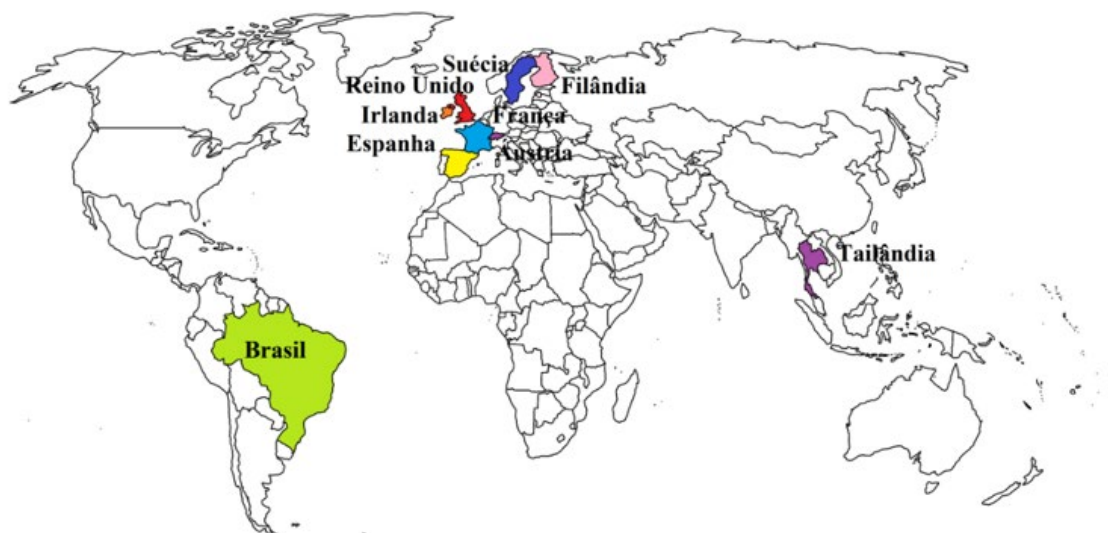 Suécia
Reino Unido
Filândia
Irlanda
França
Espanha
Áustria
Tailândia
Brasil